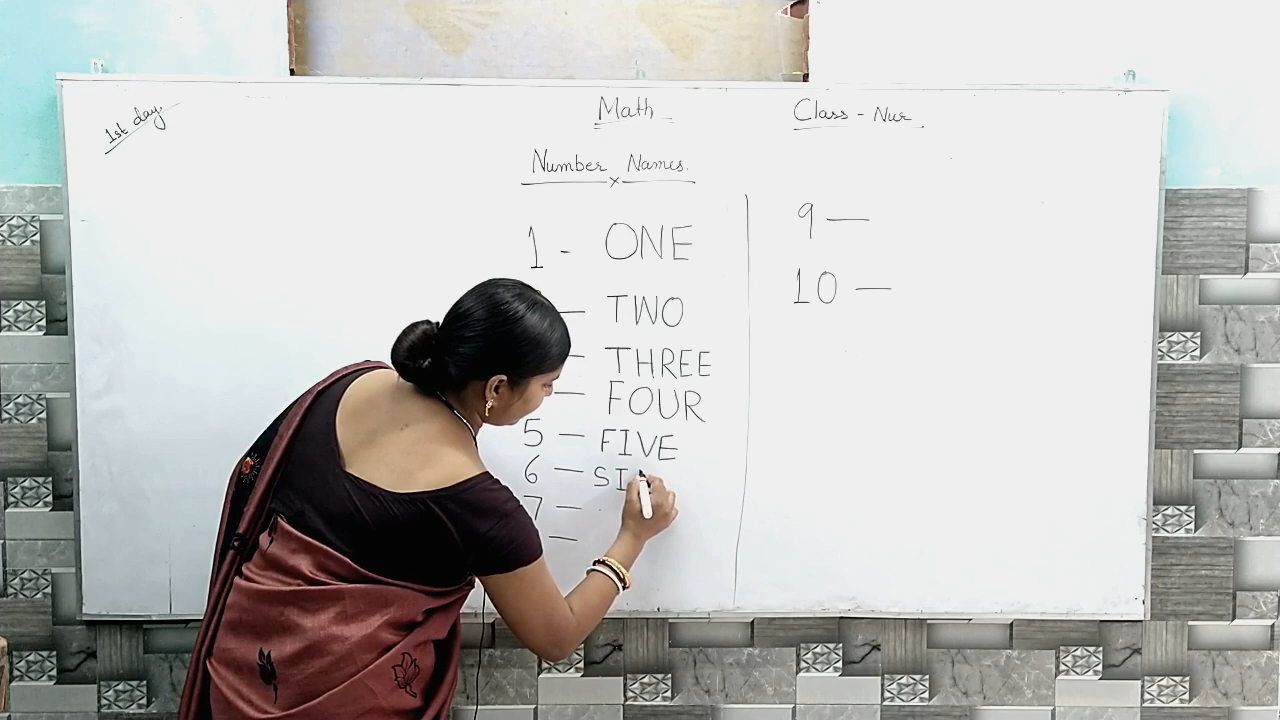 1st day.
Math
Class - Nur
Number Names.
1 - ONE
— TWO
— THREE
— FOUR
5 — FIVE
6 — SI
7 —
—
9 —
10 —